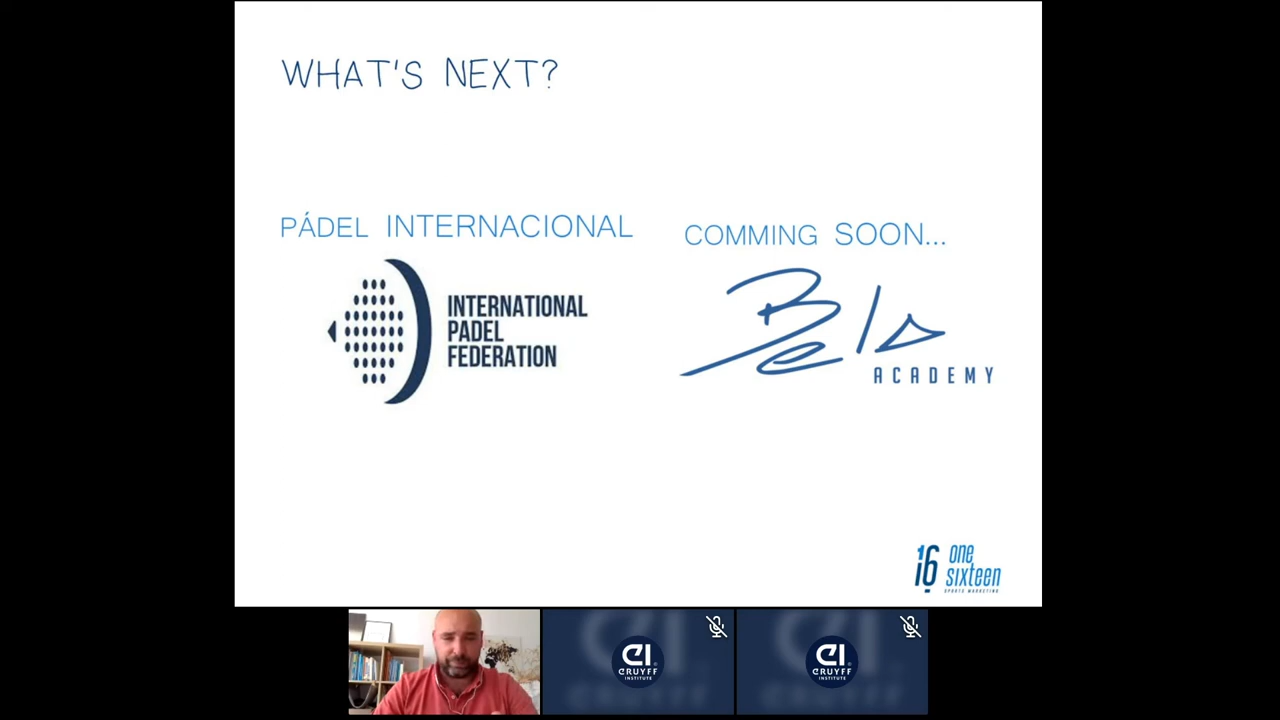 WHAT'S NEXT?
PÁDEL INTERNACIONAL
COMMING SOON...
INTERNATIONAL
PADEL
FEDERATION
Bela
ACADEMY
16 one
sixteen
SPORTS MARKETING
CRUYFF
INSTITUTE
CRUYFF
INSTITUTE